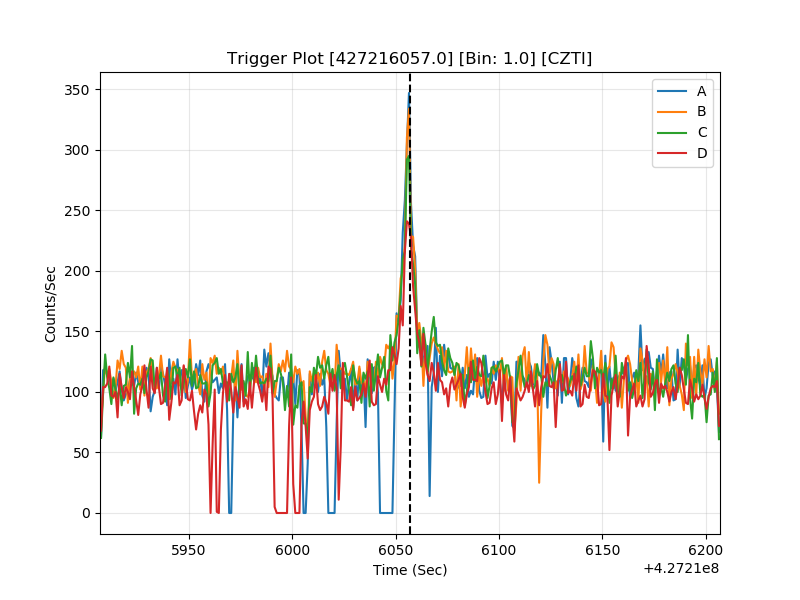 Trigger Plot [427216057.0] [Bin: 1.0] [CZTI]
A
B
C
D
Counts/Sec
350
300
250
200
150
100
50
0
5950 6000 6050 6100 6150 6200
Time (Sec)
+4.2721e8